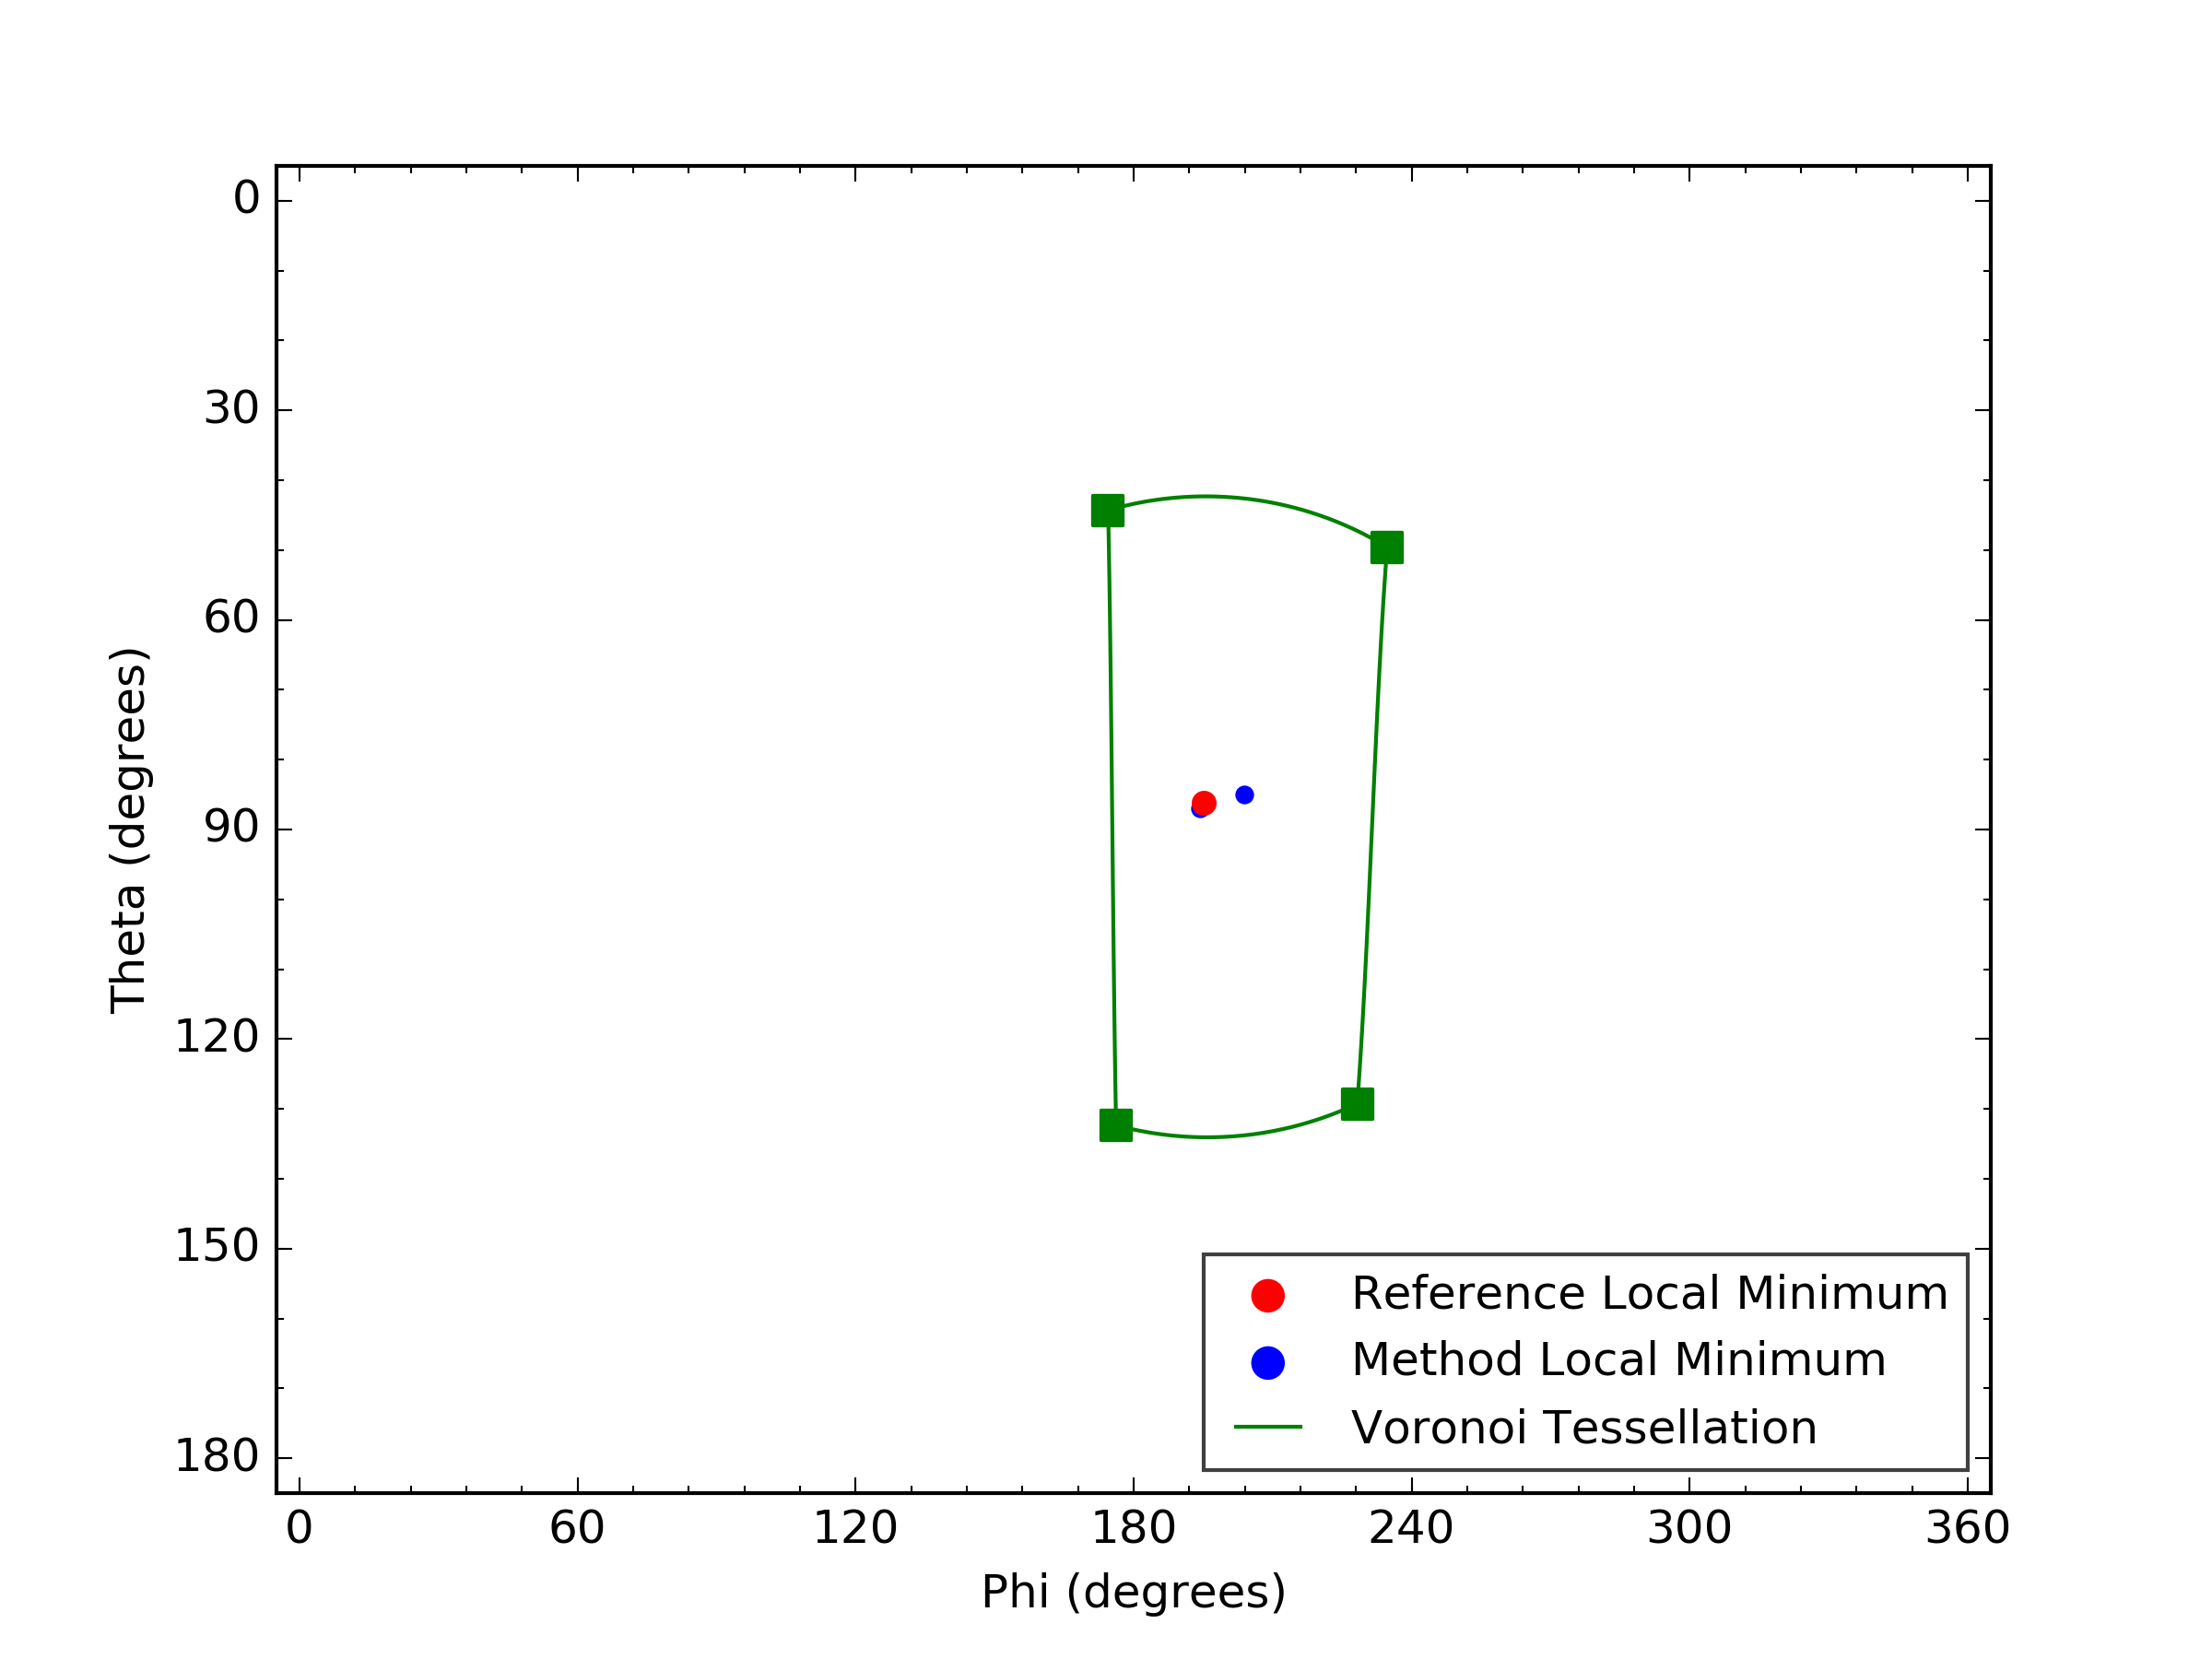 0
30
60
90
120
150
180
Theta (degrees)
Reference Local Minimum
Method Local Minimum
Voronoi Tessellation
0 60 120 180 240 300 360
Phi (degrees)